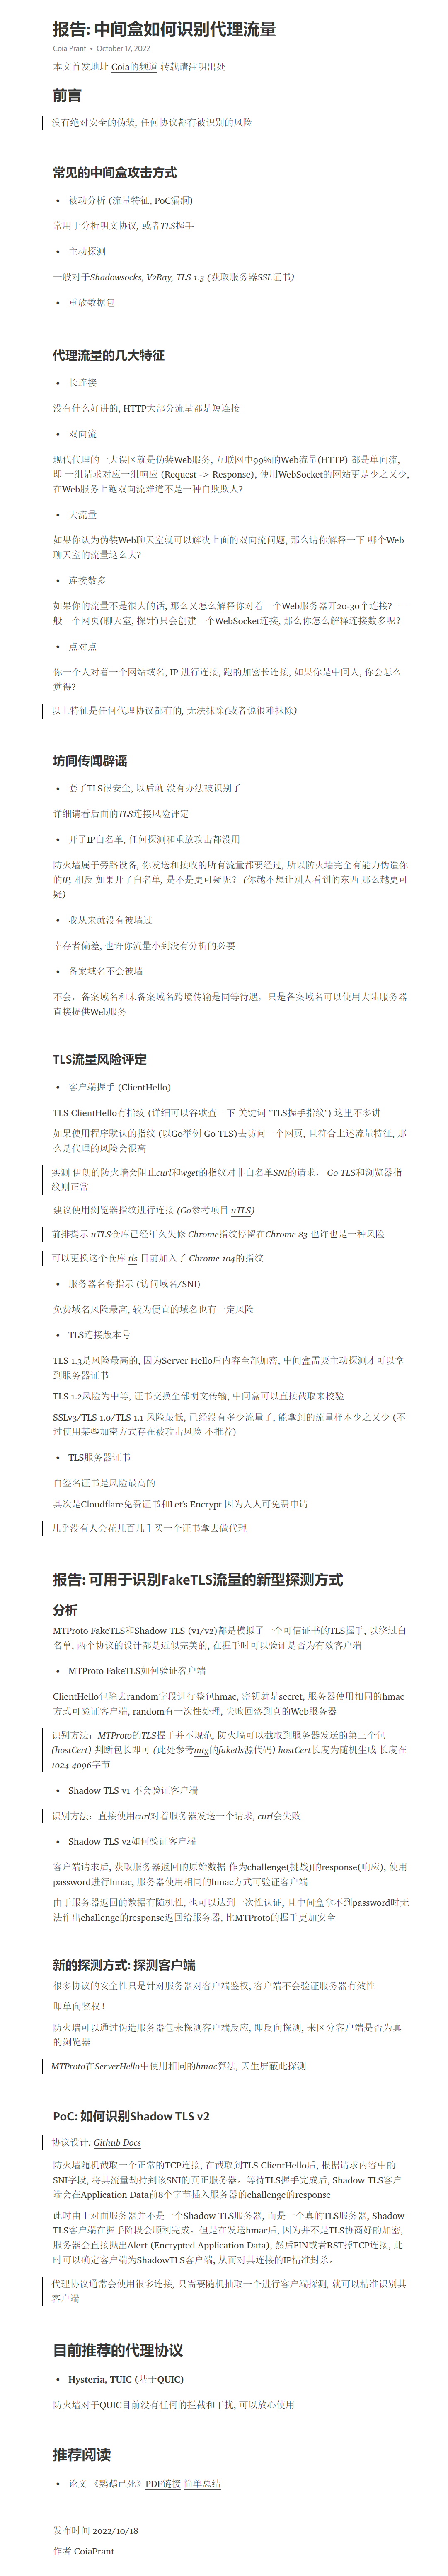 报告: 中间盒如何识别代理流量
Coia Prant • October 17, 2022
本文首发地址 Coia的频道 转载请注明出处
前言
没有绝对安全的伪装, 任何协议都有被识别的风险
常见的中间盒攻击方式
• 被动分析 (流量特征, PoC漏洞)
常用于分析明文协议, 或者TLS握手
• 主动探测
一般对于Shadowsocks, V2Ray, TLS 1.3 (获取服务器SSL证书)
• 重放数据包
代理流量的几大特征
• 长连接
没有什么好讲的, HTTP大部分流量都是短连接
• 双向流
现代代理的一大误区就是伪装Web服务, 互联网中99%的Web流量(HTTP) 都是单向流,
即 一组请求对应一组响应 (Request -> Response), 使用WebSocket的网站更是少之又少,
在Web服务上跑双向流难道不是一种自欺欺人?
• 大流量
如果你认为伪装Web聊天室就可以解决上面的双向流问题, 那么请你解释一下 哪个Web
聊天室的流量这么大?
• 连接数多
如果你的流量不是很大的话, 那么又怎么解释你对着一个Web服务器开20-30个连接? 一
般一个网页(聊天室, 探针)只会创建一个WebSocket连接, 那么你怎么解释连接数多呢?
• 点对点
你一个人对着一个网站域名, IP 进行连接, 跑的加密长连接, 如果你是中间人, 你会怎么
觉得?
以上特征是任何代理协议都有的, 无法抹除(或者说很难抹除)
坊间传闻辟谣
• 套了TLS很安全, 以后就 没有办法被识别了
详细请看后面的TLS连接风险评定
• 开了IP白名单, 任何探测和重放攻击都没用
防火墙属于旁路设备, 你发送和接收的所有流量都要经过, 所以防火墙完全有能力伪造你
的IP, 相反 如果开了白名单, 是不是更可疑呢? (你越不想让别人看到的东西 那么越更可
疑)
• 我从来就没有被墙过
幸存者偏差, 也许你流量小到没有分析的必要
• 备案域名不会被墙
不会，备案域名和未备案域名跨境传输是同等待遇，只是备案域名可以使用大陆服务器
直接提供Web服务
TLS流量风险评定
• 客户端握手 (ClientHello)
TLS ClientHello有指纹 (详细可以谷歌查一下 关键词 "TLS握手指纹") 这里不多讲
如果使用程序默认的指纹 (以Go举例 Go TLS)去访问一个网页, 且符合上述流量特征, 那
么是代理的风险会很高
实测 伊朗的防火墙会阻止curl和wget的指纹对非白名单SNI的请求， Go TLS和浏览器指
纹则正常
建议使用浏览器指纹进行连接 (Go参考项目 uTLS)
前排提示 uTLS仓库已经年久失修 Chrome指纹停留在Chrome 83 也许也是一种风险
可以更换这个仓库 tls 目前加入了 Chrome 104的指纹
• 服务器名称指示 (访问域名/SNI)
免费域名风险最高, 较为便宜的域名也有一定风险
• TLS连接版本号
TLS 1.3是风险最高的, 因为Server Hello后内容全部加密, 中间盒需要主动探测才可以拿
到服务器证书
TLS 1.2风险为中等, 证书交换全部明文传输, 中间盒可以直接截取来校验
SSLv3/TLS 1.0/TLS 1.1 风险最低, 已经没有多少流量了, 能拿到的流量样本少之又少 (不
过使用某些加密方式存在被攻击风险 不推荐)
• TLS服务器证书
自签名证书是风险最高的
其次是Cloudflare免费证书和Let's Encrypt 因为人人可免费申请
几乎没有人会花几百几千买一个证书拿去做代理
报告: 可用于识别FakeTLS流量的新型探测方式
分析
MTProto FakeTLS和Shadow TLS (v1/v2)都是模拟了一个可信证书的TLS握手, 以绕过白
名单, 两个协议的设计都是近似完美的, 在握手时可以验证是否为有效客户端
• MTProto FakeTLS如何验证客户端
ClientHello包除去random字段进行整包hmac, 密钥就是secret, 服务器使用相同的hmac
方式可验证客户端, random有一次性处理, 失败回落到真的Web服务器
识别方法：MTProto的TLS握手并不规范, 防火墙可以截取到服务器发送的第三个包
(hostCert) 判断包长即可 (此处参考mtg的faketls源代码) hostCert长度为随机生成 长度在
1024-4096字节
• Shadow TLS v1 不会验证客户端
识别方法：直接使用curl对着服务器发送一个请求, curl会失败
• Shadow TLS v2如何验证客户端
客户端请求后, 获取服务器返回的原始数据 作为challenge(挑战)的response(响应), 使用
password进行hmac, 服务器使用相同的hmac方式可验证客户端
由于服务器返回的数据有随机性, 也可以达到一次性认证, 且中间盒拿不到password时无
法作出challenge的response返回给服务器, 比MTProto的握手更加安全
新的探测方式: 探测客户端
很多协议的安全性只是针对服务器对客户端鉴权, 客户端不会验证服务器有效性
即单向鉴权！
防火墙可以通过伪造服务器包来探测客户端反应, 即反向探测, 来区分客户端是否为真
的浏览器
MTProto在ServerHello中使用相同的hmac算法, 天生屏蔽此探测
PoC: 如何识别Shadow TLS v2
协议设计: Github Docs
防火墙随机截取一个正常的TCP连接, 在截取到TLS ClientHello后, 根据请求内容中的
SNI字段, 将其流量劫持到该SNI的真正服务器。等待TLS握手完成后, Shadow TLS客户
端会在Application Data前8个字节插入服务器的challenge的response
此时由于对面服务器并不是一个Shadow TLS服务器, 而是一个真的TLS服务器, Shadow
TLS客户端在握手阶段会顺利完成。但是在发送hmac后, 因为并不是TLS协商好的加密,
服务器会直接抛出Alert (Encrypted Application Data), 然后FIN或者RST掉TCP连接, 此
时可以确定客户端为ShadowTLS客户端, 从而对其连接的IP精准封杀。
代理协议通常会使用很多连接, 只需要随机抽取一个进行客户端探测, 就可以精准识别其
客户端
目前推荐的代理协议
• Hysteria, TUIC (基于QUIC)
防火墙对于QUIC目前没有任何的拦截和干扰, 可以放心使用
推荐阅读
• 论文 《鹦鹉已死》PDF链接 简单总结
发布时间 2022/10/18
作者 CoiaPrant